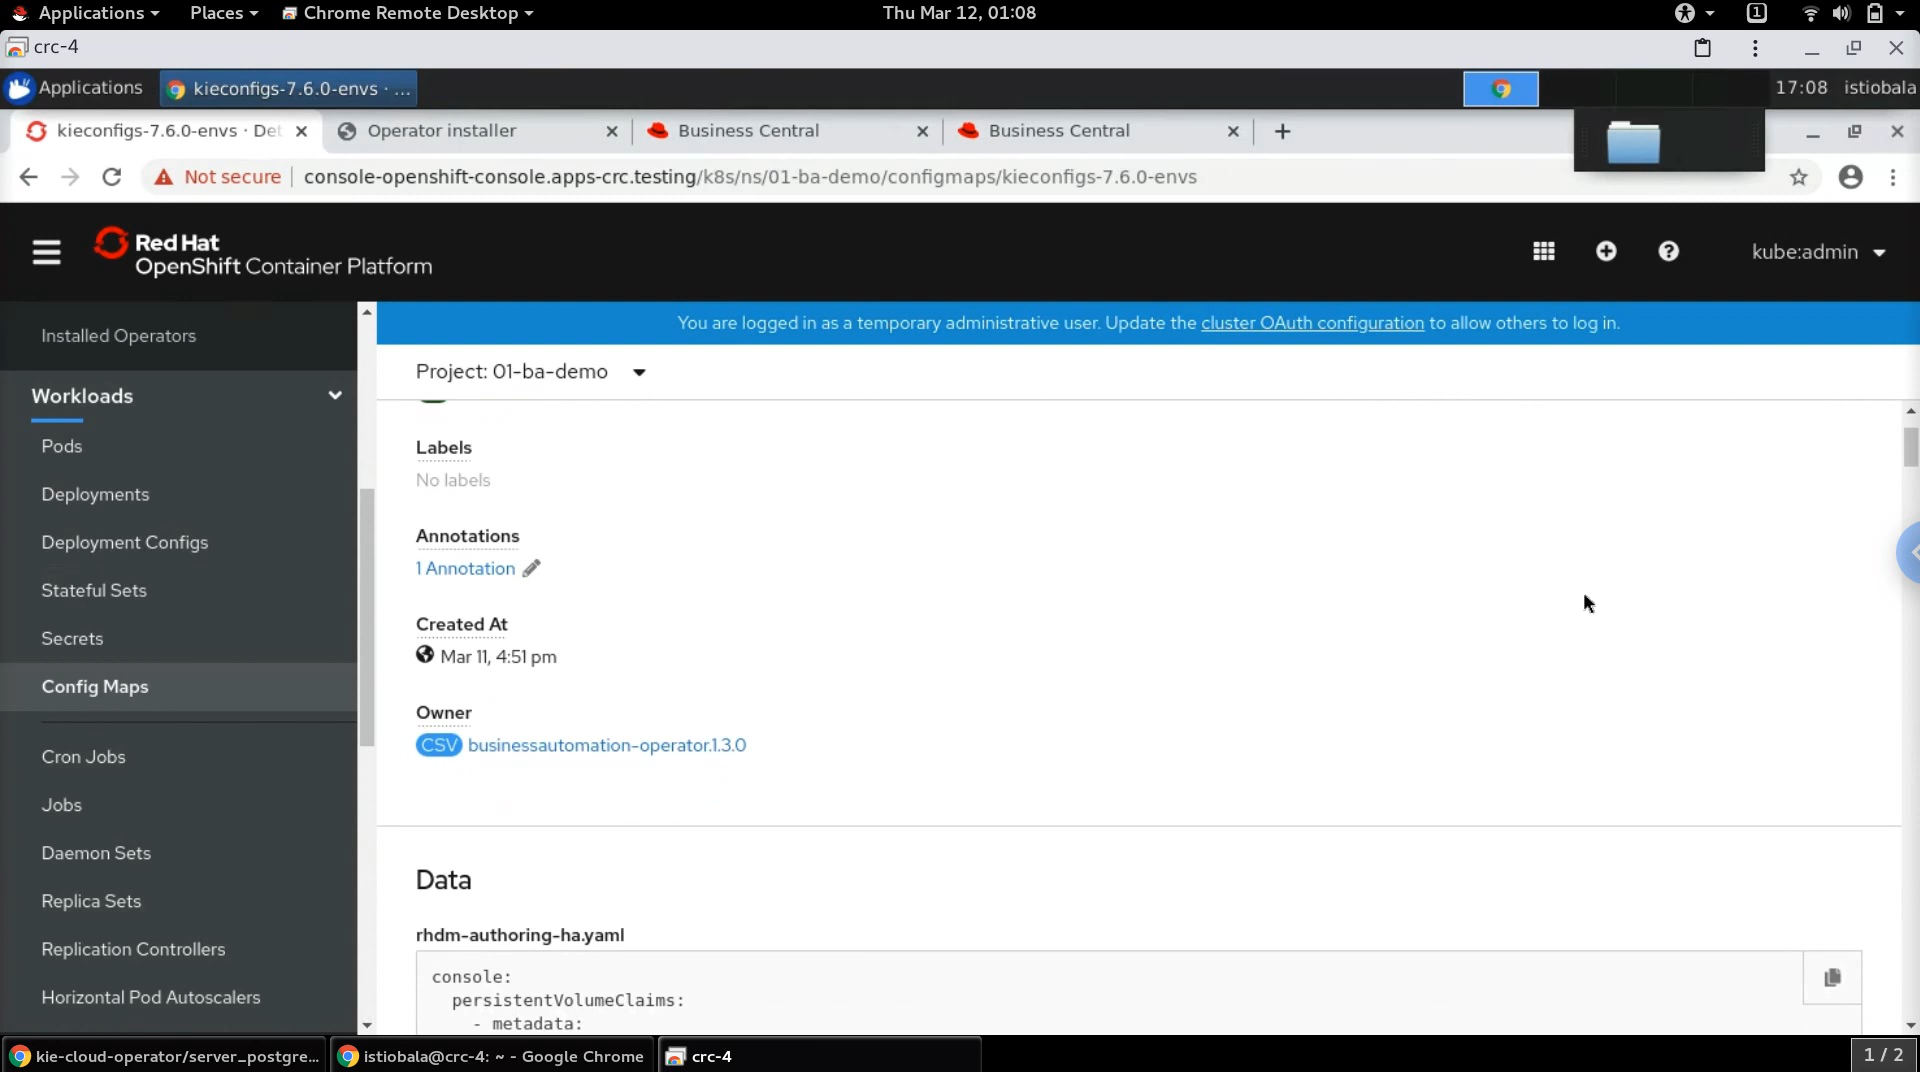 Applications Places Chrome Remote Desktop Thu Mar 12, 01:08 1
crc-4
Applications kieconfigs-7.6.0-envs · ... 17:08 istiobala
kieconfigs-7.6.0-envs · Det Operator installer Business Central Business Central
Not secure console-openshift-console.apps-crc.testing/k8s/ns/01-ba-demo/configmaps/kieconfigs-7.6.0-envs
Red Hat
OpenShift Container Platform
kube:admin
You are logged in as a temporary administrative user. Update the cluster OAuth configuration to allow others to log in.
Installed Operators
Workloads
Pods
Deployments
Deployment Configs
Stateful Sets
Secrets
Config Maps
Cron Jobs
Jobs
Daemon Sets
Replica Sets
Replication Controllers
Horizontal Pod Autoscalers
Project: 01-ba-demo
Labels
No labels
Annotations
1 Annotation
Created At
Mar 11, 4:51 pm
Owner
CSV businessautomation-operator.1.3.0
Data
rhdm-authoring-ha.yaml
console:
persistentVolumeClaims:
- metadata:
kie-cloud-operator/server_postgre... istiobala@crc-4: ~ - Google Chrome crc-4 1 / 2